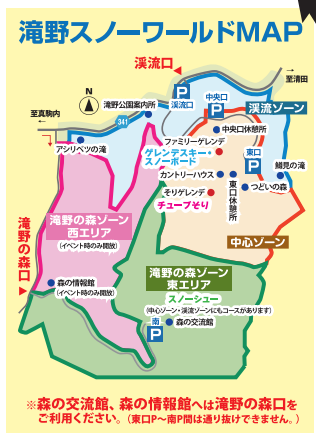 滝野スノーワールドMAP
渓流口
至清田
N
P
中央口
P
渓流口
滝野公園案内所
渓流ゾーン
至真駒内
341
中央口休憩所
ファミリーゲレンデ
アシリベツの滝
ゲレンデスキー・
スノーボード
東口
P
鱒見の滝
カントリーハウス
東口休憩所
つどいの森
そりゲレンデ
チューブそり
滝野の森口
滝野の森ゾーン
西エリア
(イベント時のみ開放)
中心ゾーン
滝野の森ゾーン
東エリア
スノーシュー
(中心ゾーン・渓流ゾーンにもコースがあります)
森の情報館
(イベント時のみ開放)
南
P
森の交流館
※森の交流館、森の情報館へは滝野の森口を
ご利用ください。(東口P〜南P間は通り抜けできません。)